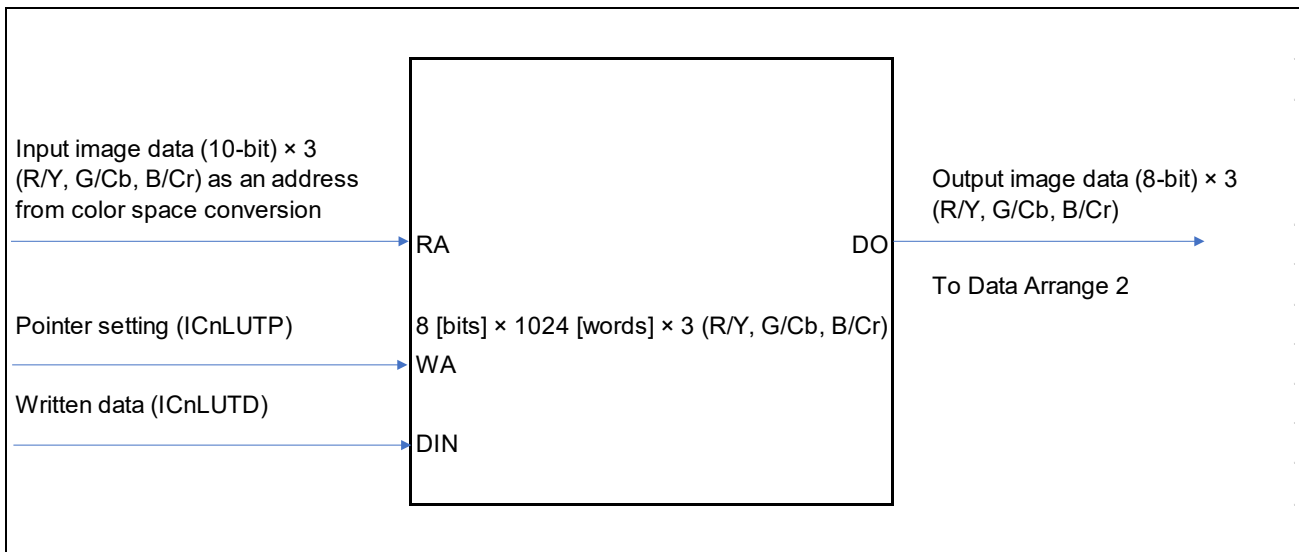 Input image data (10-bit) × 3
(R/Y, G/Cb, B/Cr) as an address
from color space conversion
Output image data (8-bit) × 3
(R/Y, G/Cb, B/Cr)
RA
DO
To Data Arrange 2
Pointer setting (ICnLUTP)
8 [bits] × 1024 [words] × 3 (R/Y, G/Cb, B/Cr)
WA
Written data (ICnLUTD)
DIN